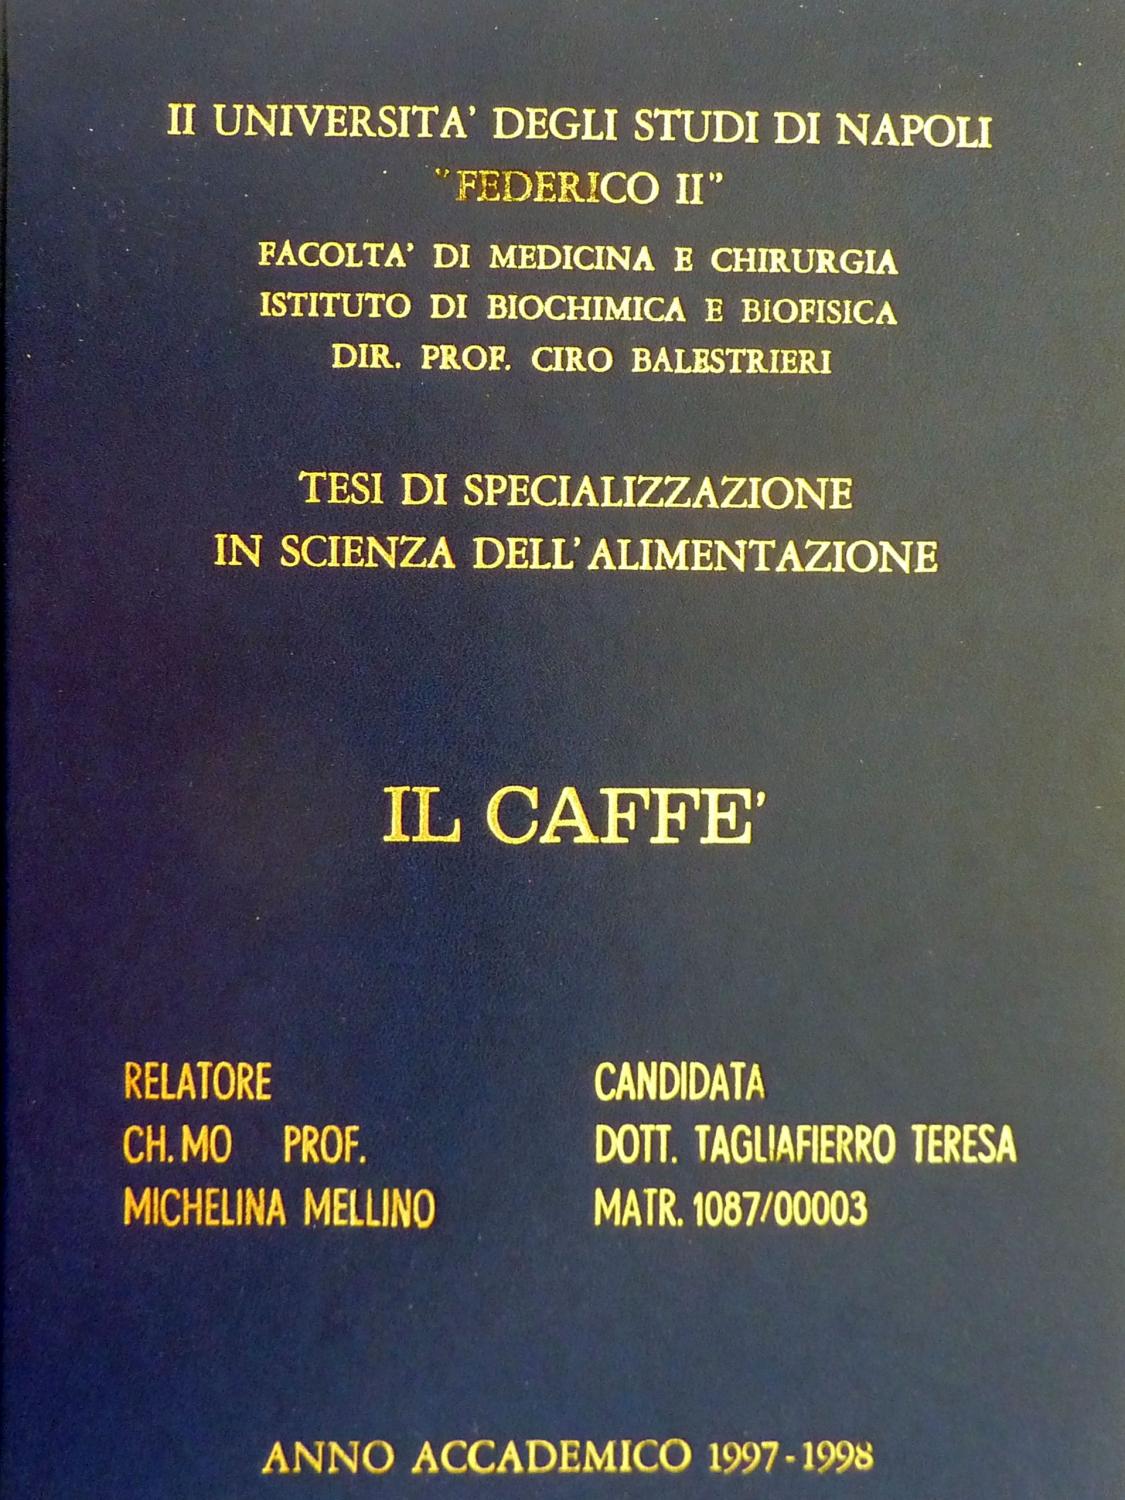 II UNIVERSITA' DEGLI STUDI DI NAPOLI
"FEDERICO II"
FACOLTA' DI MEDICINA E CHIRURGIA
ISTITUTO DI BIOCHIMICA E BIOFISICA
DIR. PROF. CIRO BALESTRIERI
TESI DI SPECIALIZZAZIONE
IN SCIENZA DELL'ALIMENTAZIONE
IL CAFFE'
RELATORE
CH.MO PROF.
MICHELINA MELLINO
CANDIDATA
DOTT. TAGLIAFIERRO TERESA
MATR. 1087/00003
ANNO ACCADEMICO 1997-1998